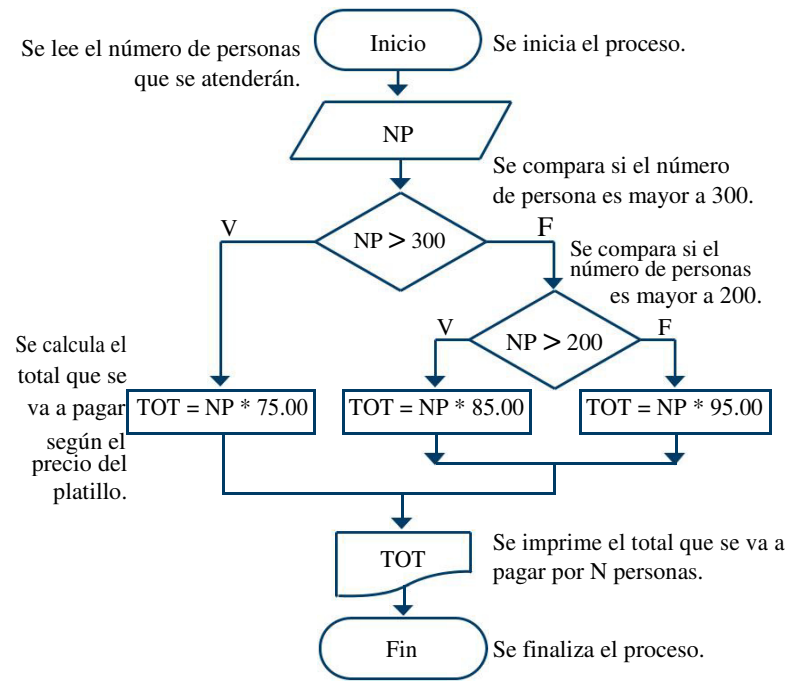 Inicio
Se inicia el proceso.
Se lee el número de personas
que se atenderán.
NP
Se compara si el número
de persona es mayor a 300.
NP > 300
V
F
Se compara si el
número de personas
es mayor a 200.
NP > 200
V
F
Se calcula el
total que se
va a pagar
según el
precio del
platillo.
TOT = NP * 75.00
TOT = NP * 85.00
TOT = NP * 95.00
TOT
Se imprime el total que se va a
pagar por N personas.
Fin
Se finaliza el proceso.